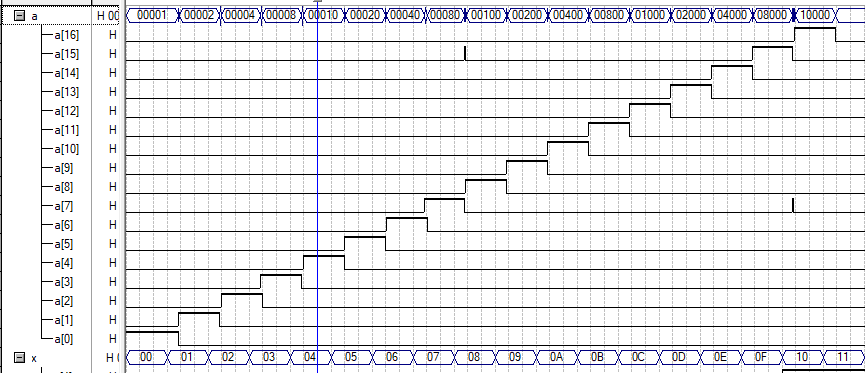 a H 00 00001 00002 00004 00008 00010 00020 00040 00080 00100 00200 00400 00800 01000 02000 04000 08000 10000
a[16] H
a[15] H
a[14] H
a[13] H
a[12] H
a[11] H
a[10] H
a[9] H
a[8] H
a[7] H
a[6] H
a[5] H
a[4] H
a[3] H
a[2] H
a[1] H
a[0] H
x H 00 01 02 03 04 05 06 07 08 09 0A 0B 0C 0D 0E 0F 10 11